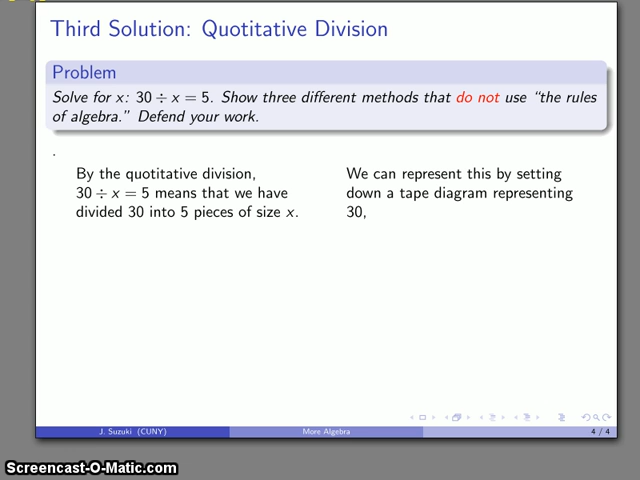 Third Solution: Quotitative Division
Problem
Solve for x: 30 ÷ x = 5. Show three different methods that do not use “the rules
of algebra.” Defend your work.
.
By the quotitative division,
30 ÷ x = 5 means that we have
divided 30 into 5 pieces of size x.
We can represent this by setting
down a tape diagram representing
30,
J. Suzuki (CUNY)
More Algebra
4 / 4
Screencast-O-Matic.com